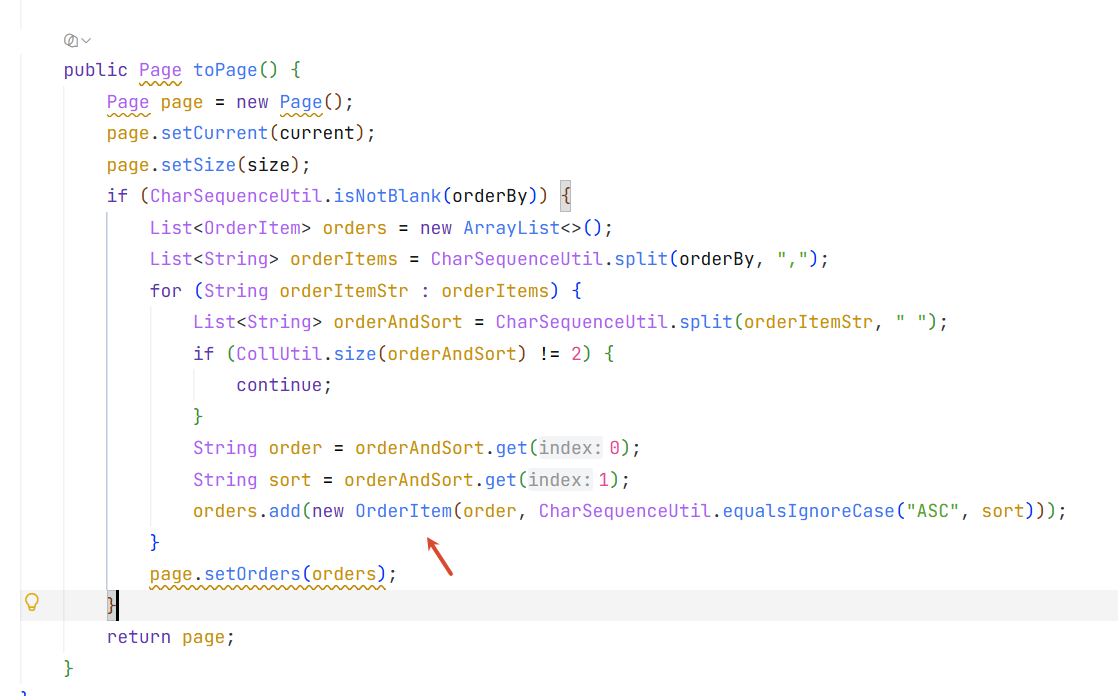 public Page toPage() {
Page page = new Page();
page.setCurrent(current);
page.setSize(size);
if (CharSequenceUtil.isNotBlank(orderBy)) {
List<OrderItem> orders = new ArrayList<>();
List<String> orderItems = CharSequenceUtil.split(orderBy, ",");
for (String orderItemStr : orderItems) {
List<String> orderAndSort = CharSequenceUtil.split(orderItemStr, " ");
if (CollUtil.size(orderAndSort) != 2) {
continue;
}
String order = orderAndSort.get(index: 0);
String sort = orderAndSort.get(index: 1);
orders.add(new OrderItem(order, CharSequenceUtil.equalsIgnoreCase("ASC", sort)));
}
page.setOrders(orders);
}
return page;
}